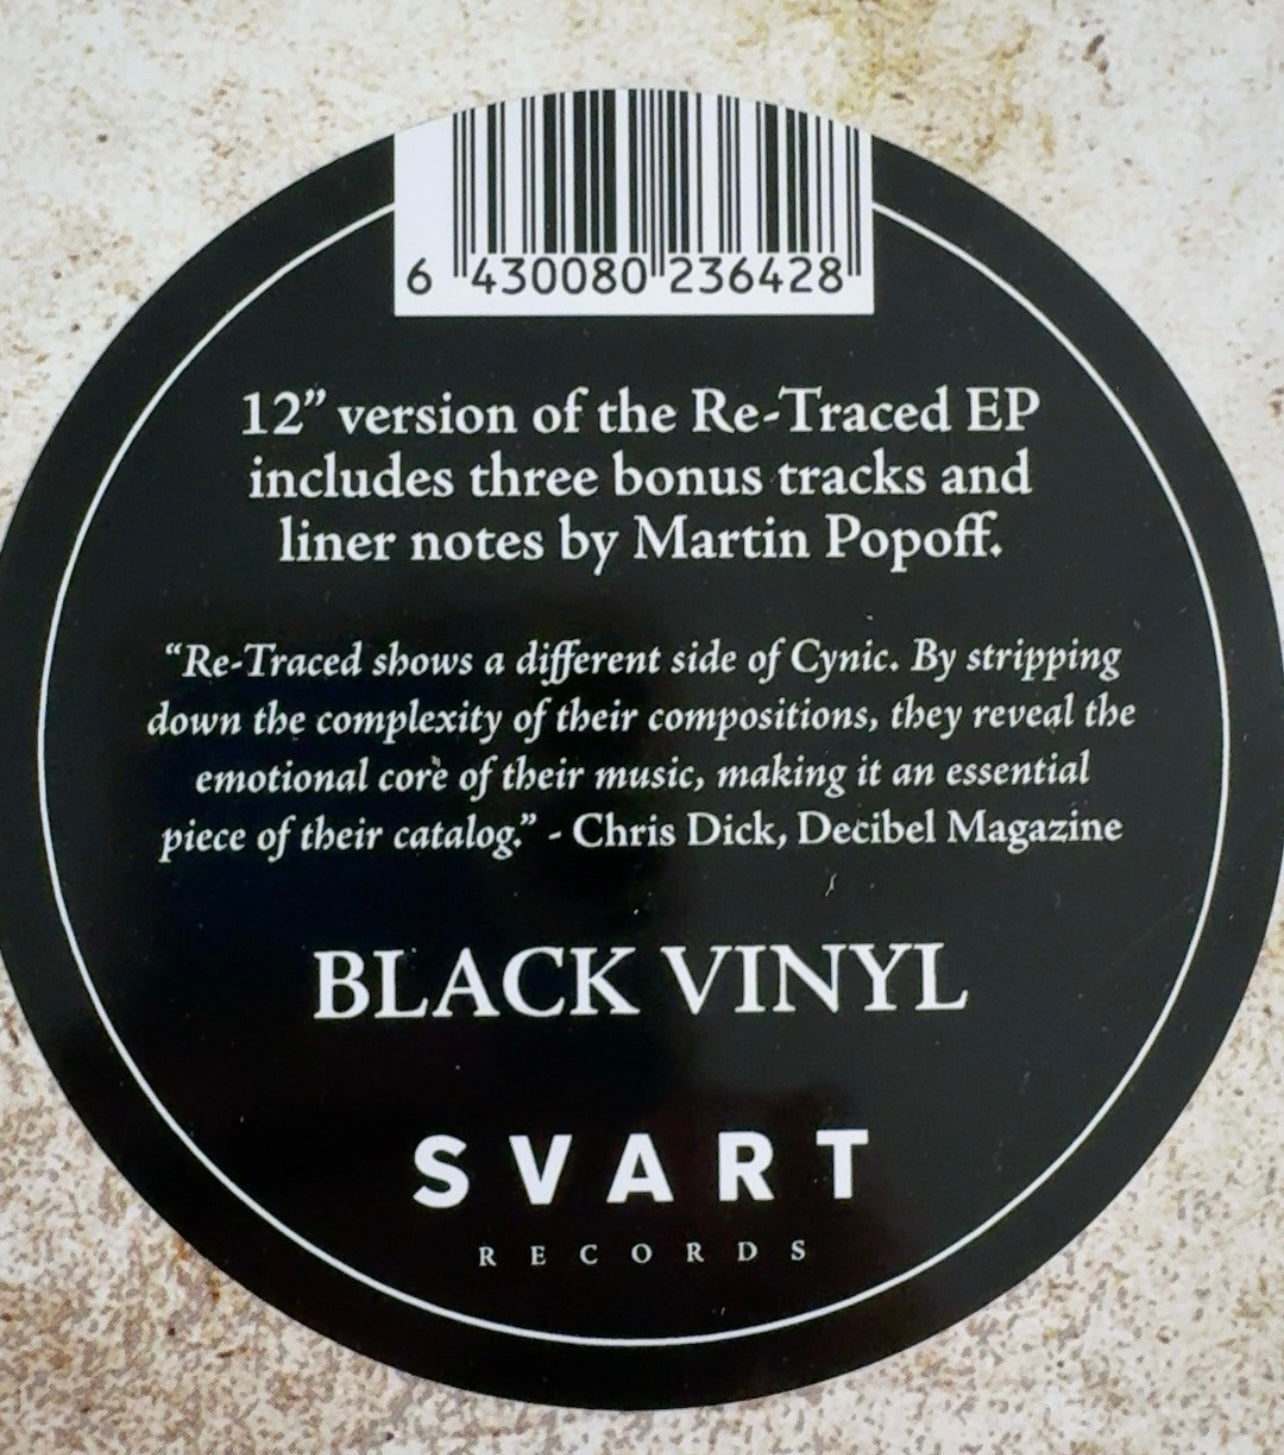 6 430080 236428
12” version of the Re-Traced EP
includes three bonus tracks and
liner notes by Martin Popoff.
“Re-Traced shows a different side of Cynic. By stripping
down the complexity of their compositions, they reveal the
emotional core of their music, making it an essential
piece of their catalog.” - Chris Dick, Decibel Magazine
BLACK VINYL
SVART
RECORDS